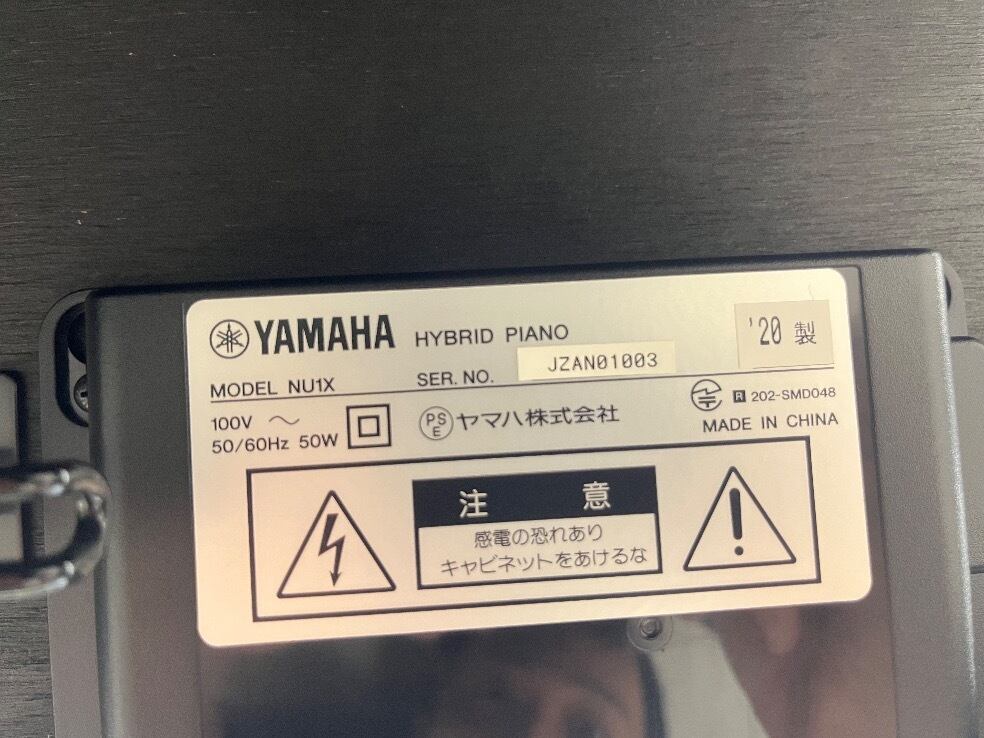 YAMAHA HYBRID PIANO
'20 製
MODEL NU1X
SER. NO. JZAN01003
100V ~
50/60Hz 50W
PSE ヤマハ株式会社
R 202-SMD048
MADE IN CHINA
注 意
感電の恐れあり
キャビネットをあけるな